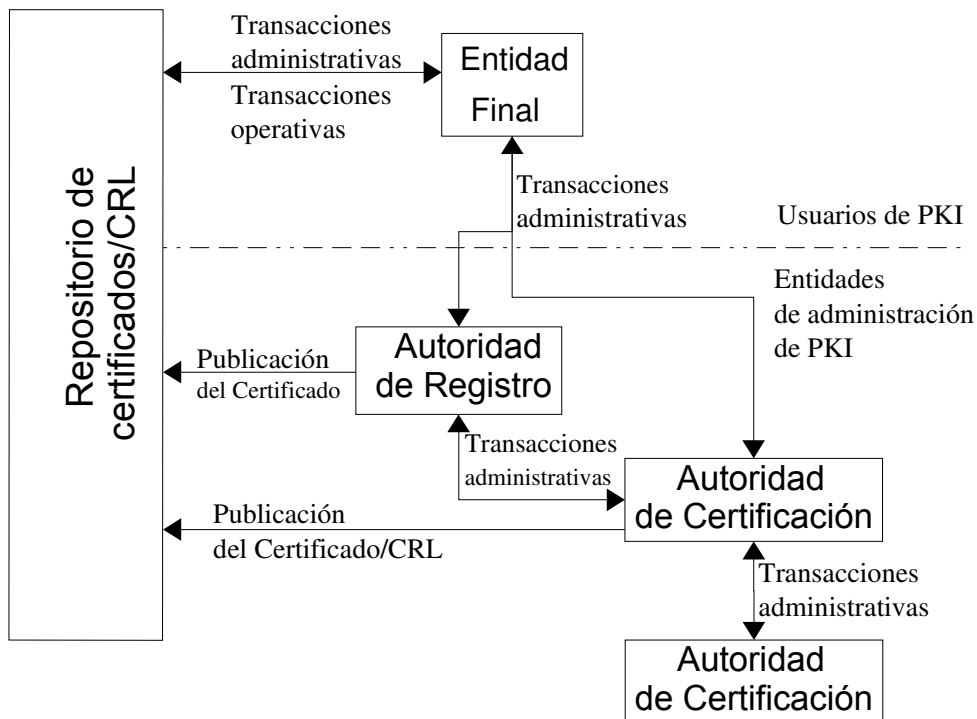 Transacciones
administrativas
Transacciones
operativas
Entidad
Final
Repositorio de
certificados/CRL
Transacciones
administrativas
Usuarios de PKI
Entidades
de administración
de PKI
Publicación
del Certificado
Autoridad
de Registro
Transacciones
administrativas
Autoridad
de Certificación
Publicación
del Certificado/CRL
Transacciones
administrativas
Autoridad
de Certificación